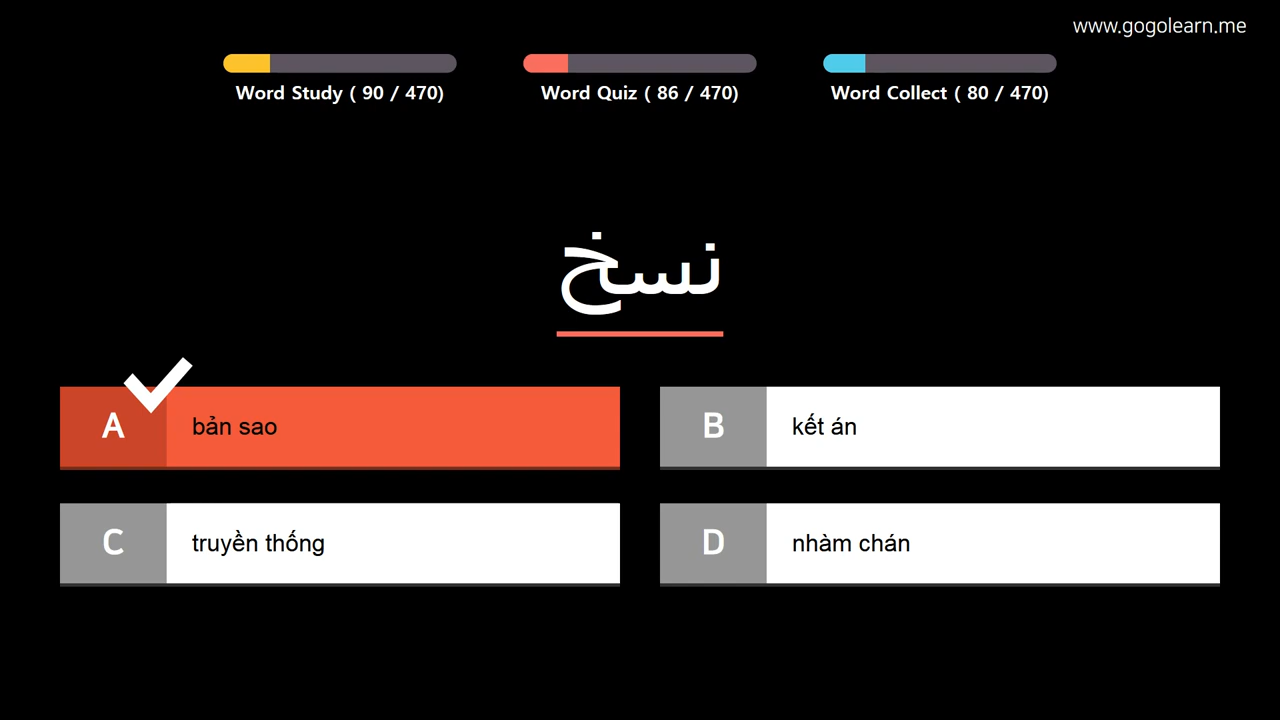 www.gogolearn.me
Word Study ( 90 / 470)
Word Quiz ( 86 / 470)
Word Collect ( 80 / 470)
نسخ
A
bản sao
B
kết án
C
truyền thống
D
nhàm chán